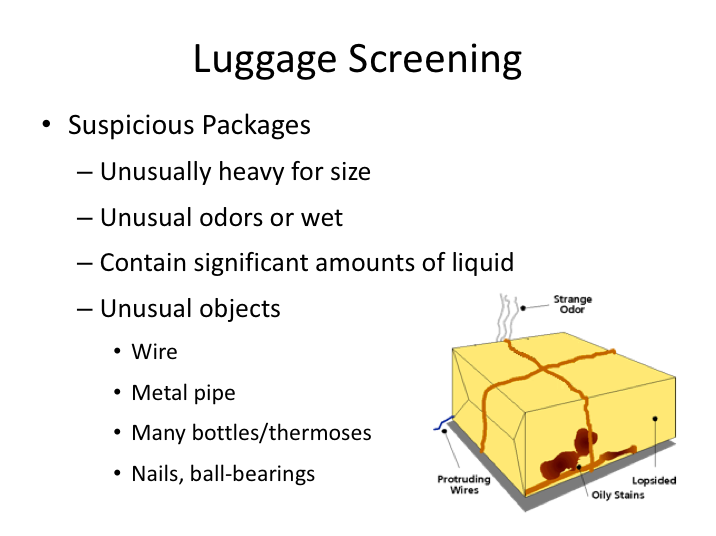 Luggage Screening
• Suspicious Packages
– Unusually heavy for size
– Unusual odors or wet
– Contain significant amounts of liquid
– Unusual objects
• Wire
• Metal pipe
• Many bottles/thermoses
• Nails, ball-bearings
Strange
Odor
Protruding
Wires
Oily Stains
Lopsided